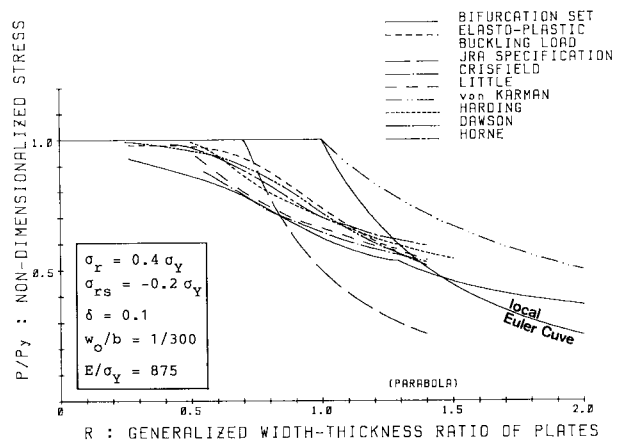 BIFURCATION SET
ELASTO-PLASTIC
BUCKLING LOAD
JRA SPECIFICATION
CRISFIELD
LITTLE
von KARMAN
HARDING
DAWSON
HORNE
P/Py : NON-DIMENSIONALIZED STRESS
1.0
0.5
σr = 0.4 σY
σrs = -0.2 σY
δ = 0.1
wo/b = 1/300
E/σY = 875
local
Euler Cuve
(PARABOLA)
0 0.5 1.0 1.5 2.0
R : GENERALIZED WIDTH-THICKNESS RATIO OF PLATES